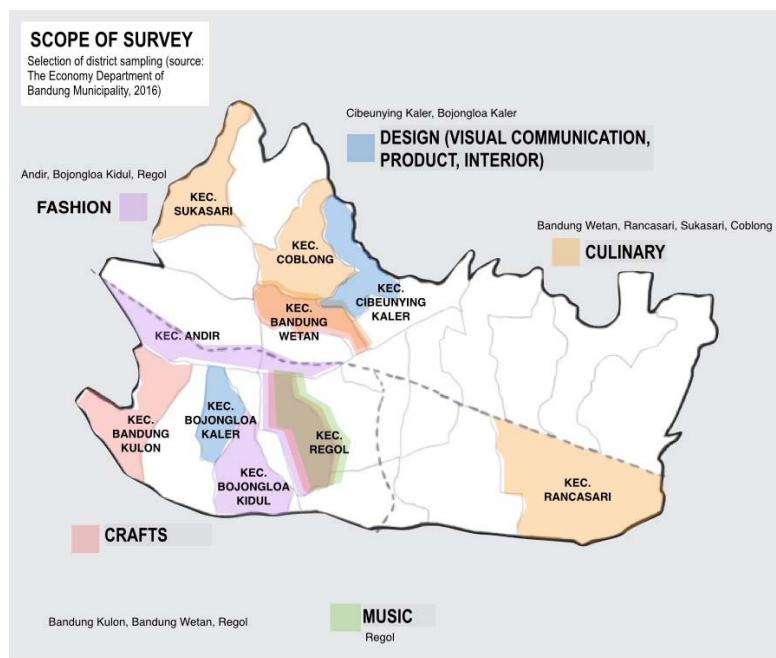 SCOPE OF SURVEY
Selection of district sampling (source:
The Economy Department of
Bandung Municipality, 2016)
Cibeunying Kaler, Bojongloa Kaler
DESIGN (VISUAL COMMUNICATION,
PRODUCT, INTERIOR)
Andir, Bojongloa Kidul, Regol
FASHION
Bandung Wetan, Rancasari, Sukasari, Coblong
CULINARY
KEC.
SUKASARI
KEC.
COBLONG
KEC.
CIBEUNYING
KALER
KEC.
BANDUNG
WETAN
KEC. ANDIR
KEC.
BANDUNG
KULON
KEC.
BOJONGLOA
KALER
KEC.
REGOL
KEC.
BOJONGLOA
KIDUL
KEC.
RANCASARI
CRAFTS
Bandung Kulon, Bandung Wetan, Regol
MUSIC
Regol